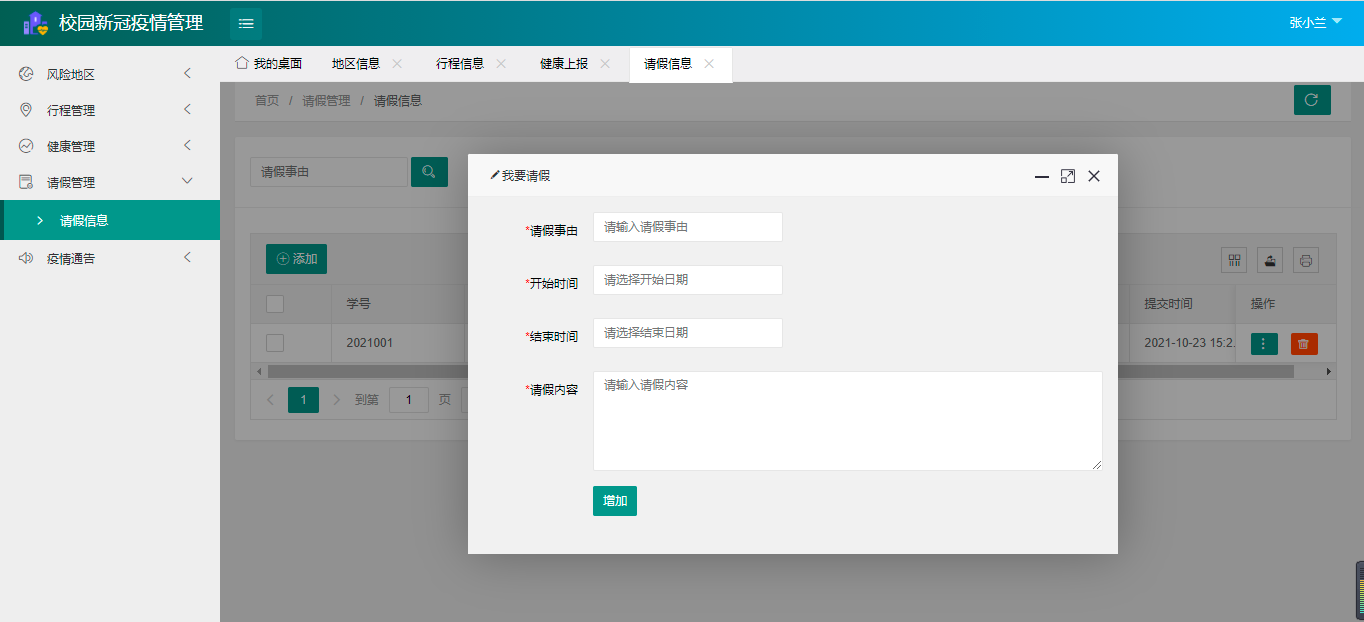 校园新冠疫情管理
张小兰
风险地区
行程管理
健康管理
请假管理
请假信息
疫情通告
我的桌面
地区信息
行程信息
健康上报
请假信息
首页 / 请假管理 / 请假信息
请假事由
添加
学号
提交时间
操作
2021001
2021-10-23 15:2..
1
到第
1
页
我要请假
*请假事由
请输入请假事由
*开始时间
请选择开始日期
*结束时间
请选择结束日期
*请假内容
请输入请假内容
增加